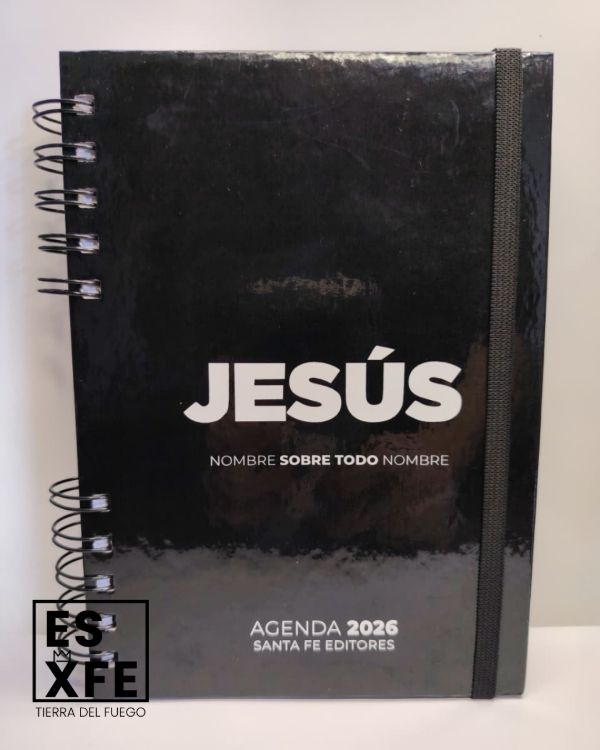 JESÚS
NOMBRE SOBRE TODO NOMBRE
AGENDA 2026
SANTA FE EDITORES
ES
XFE
TIERRA DEL FUEGO